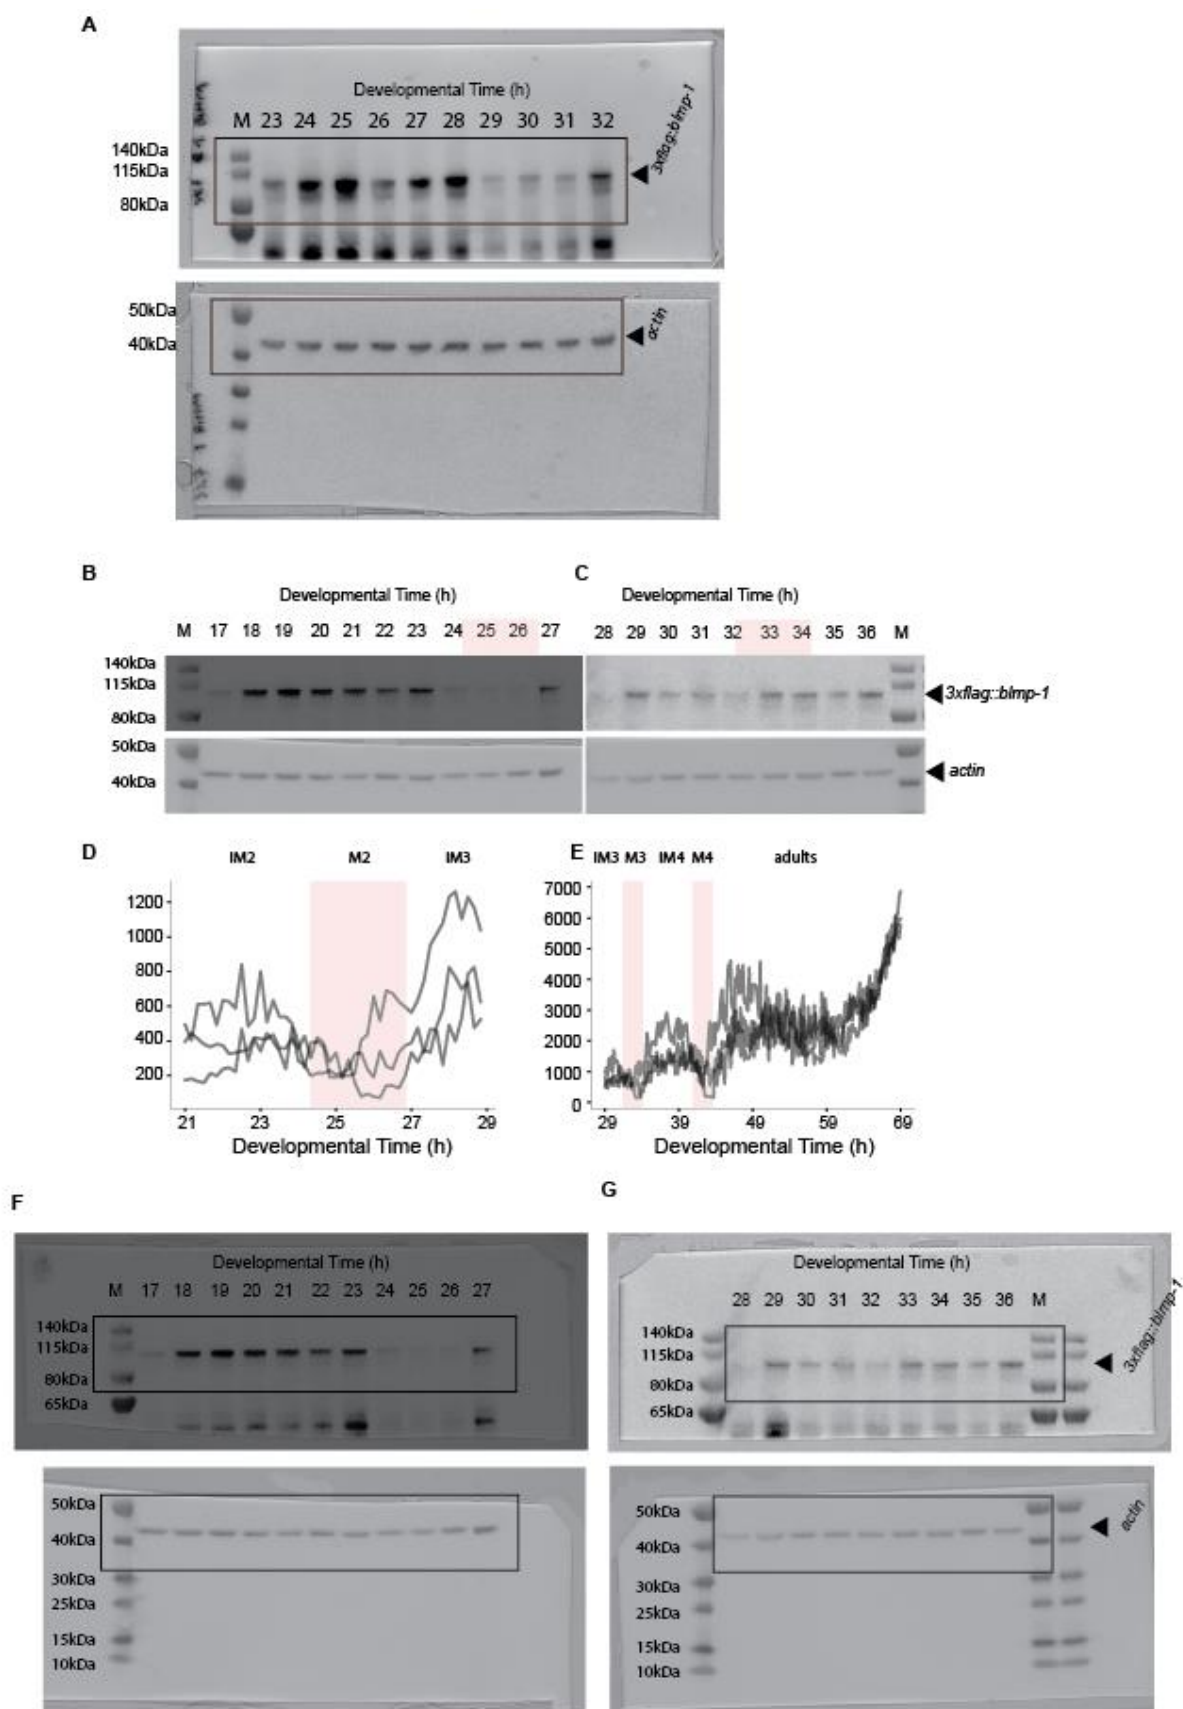 A
Developmental Time (h)
M 23 24 25 26 27 28 29 30 31 32
140kDa
115kDa
80kDa
3xflag::blmp-1
50kDa
40kDa
actin
B
Developmental Time (h)
M 17 18 19 20 21 22 23 24 25 26 27
140kDa
115kDa
80kDa
50kDa
40kDa
C
Developmental Time (h)
28 29 30 31 32 33 34 35 36 M
3xflag::blmp-1
actin
D
IM2 M2 IM3
1200
1000
800
600
400
200
21 23 25 27 29
Developmental Time (h)
E
IM3 M3 IM4 M4 adults
7000
6000
5000
4000
3000
2000
1000
0
29 39 49 59 69
Developmental Time (h)
F
Developmental Time (h)
M 17 18 19 20 21 22 23 24 25 26 27
140kDa
115kDa
80kDa
65kDa
50kDa
40kDa
30kDa
25kDa
15kDa
10kDa
G
Developmental Time (h)
28 29 30 31 32 33 34 35 36 M
140kDa
115kDa
80kDa
65kDa
3xflag::blmp-1
50kDa
40kDa
30kDa
25kDa
15kDa
10kDa
actin